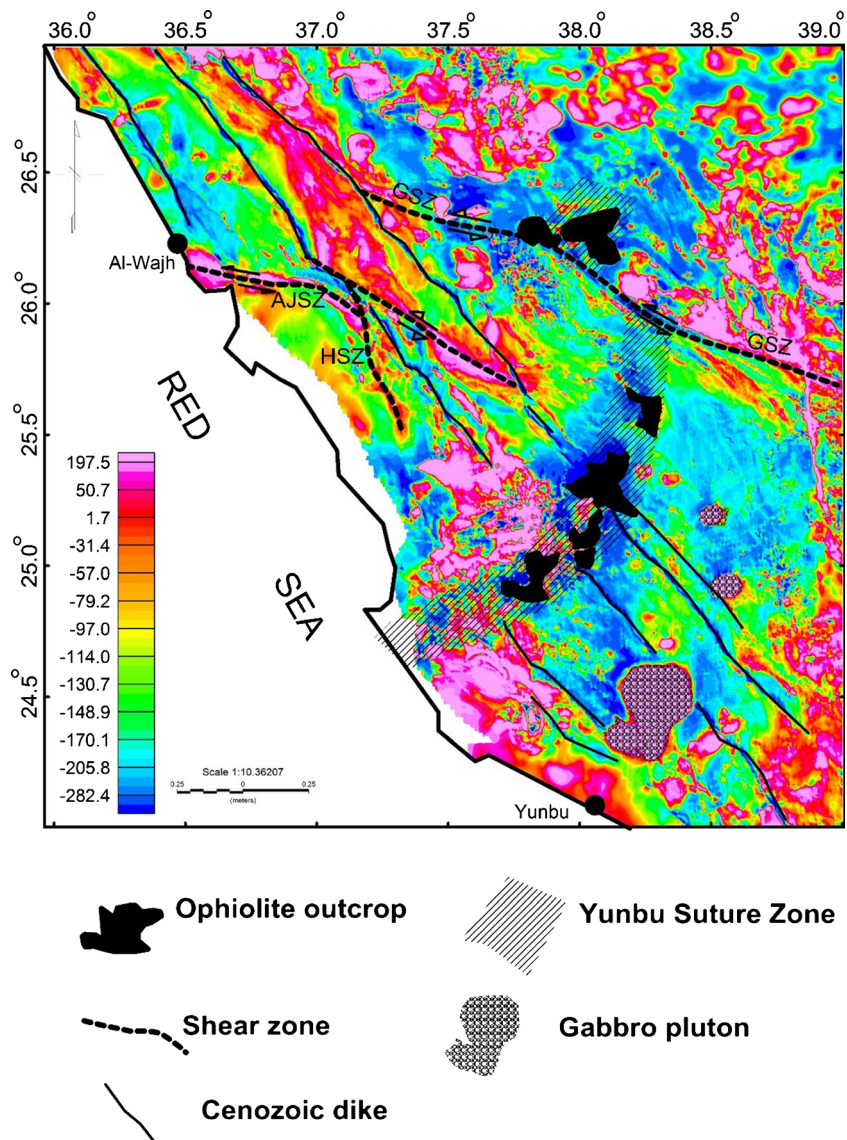 36.0° 36.5° 37.0° 37.5° 38.0° 38.5° 39.0°
26.5°
26.0°
25.5°
25.0°
24.5°
GSZ
Al-Wajh
AJSZ
HSZ
GSZ
RED
SEA
197.5
50.7
1.7
-31.4
-57.0
-79.2
-97.0
-114.0
-130.7
-148.9
-170.1
-205.8
-282.4
Scale 1:10.36207
0.25 0 0.25
(meters)
Yunbu
Ophiolite outcrop
Yunbu Suture Zone
Shear zone
Gabbro pluton
Cenozoic dike